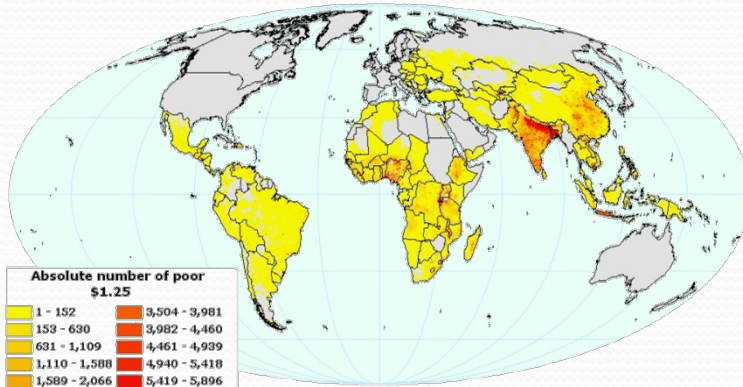 Absolute number of poor
$1.25
1 - 152
3,504 - 3,981
153 - 630
3,982 - 4,460
631 - 1,109
4,461 - 4,939
1,110 - 1,588
4,940 - 5,418
1,589 - 2,066
5,419 - 5,896